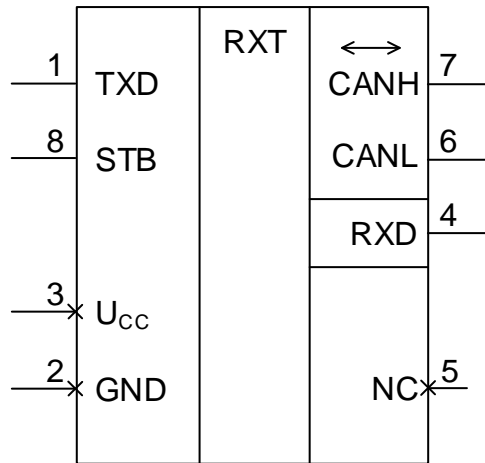 RXT
1 TXD CANH 7
8 STB CANL 6
RXD 4
3 UCC
2 GND NC 5